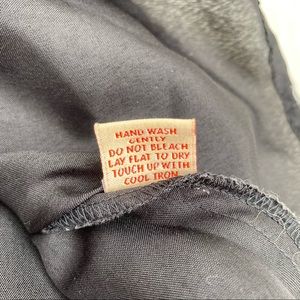 HAND WASH
GENTLY
DO NOT BLEACH
LAY FLAT TO DRY
TOUCH UP WITH
COOL IRON